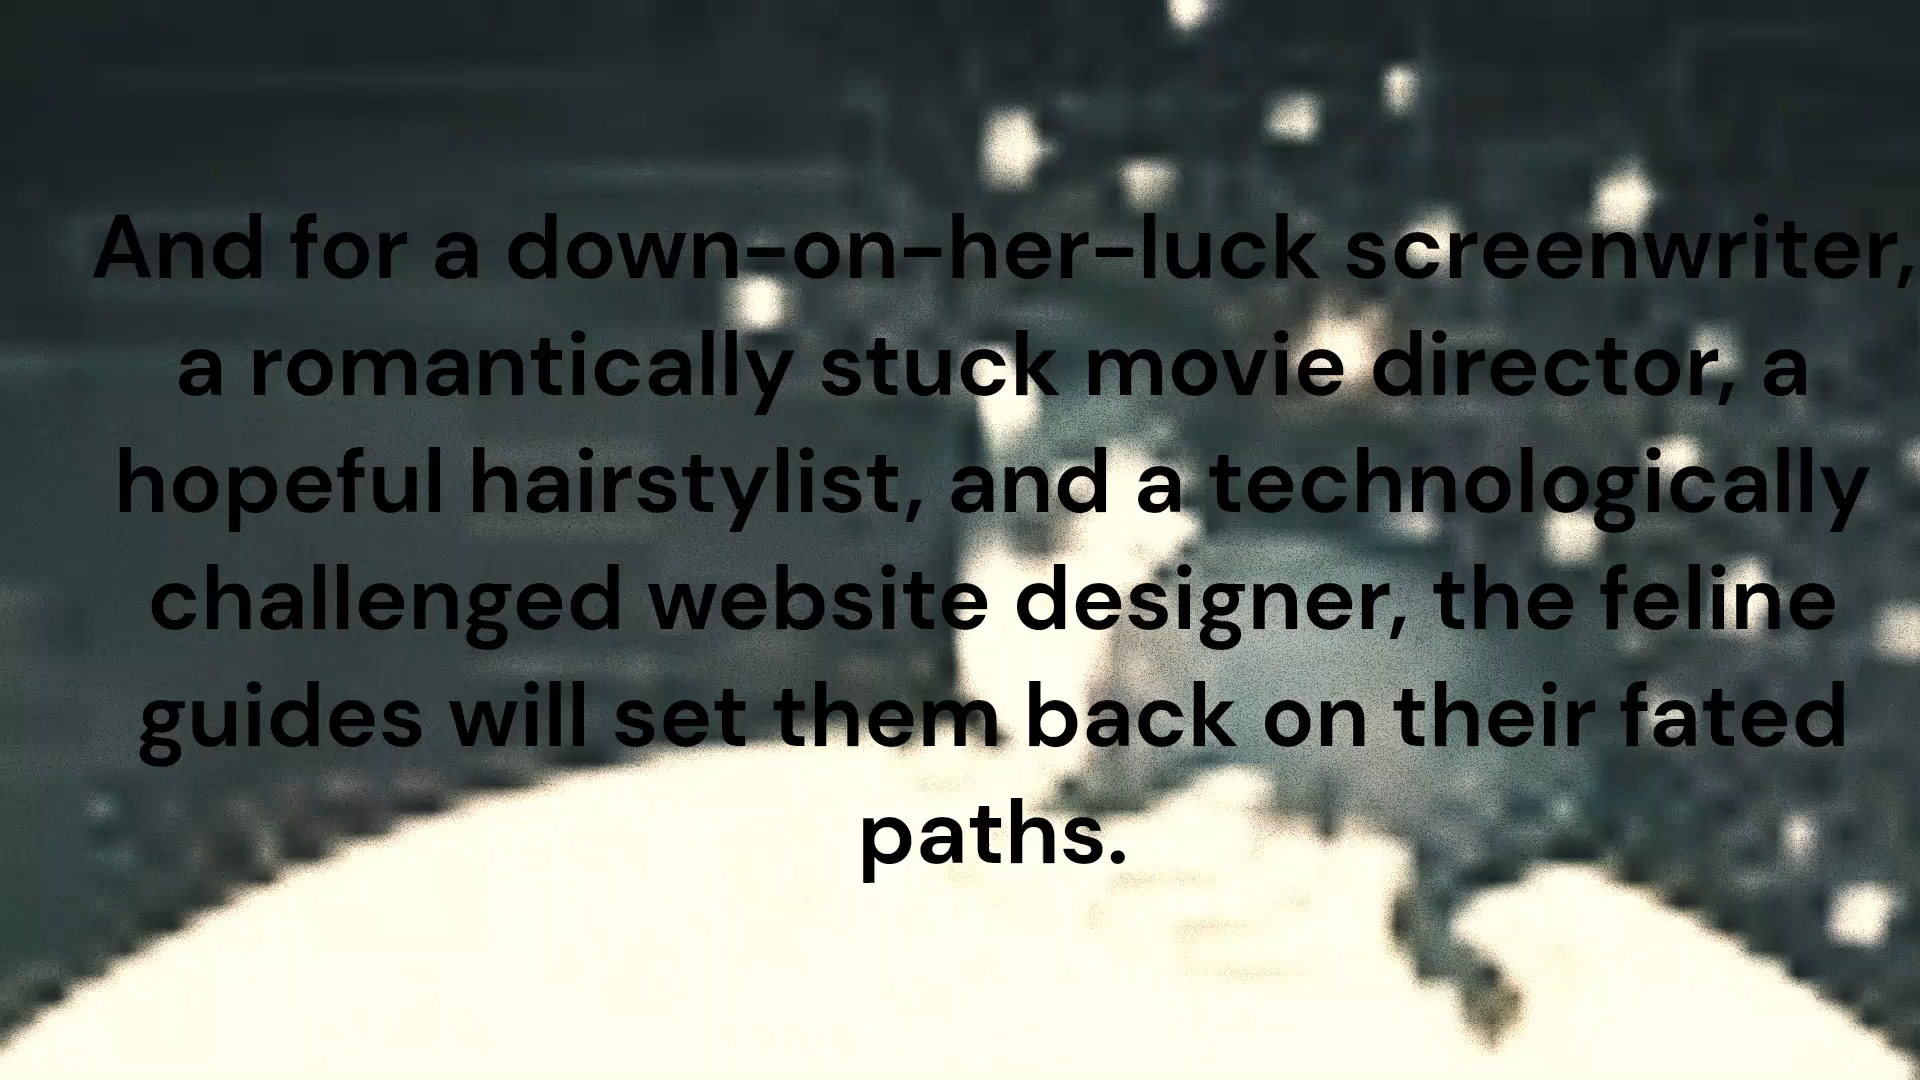 And for a down-on-her-luck screenwriter,
a romantically stuck movie director, a
hopeful hairstylist, and a technologically
challenged website designer, the feline
guides will set them back on their fated
paths.